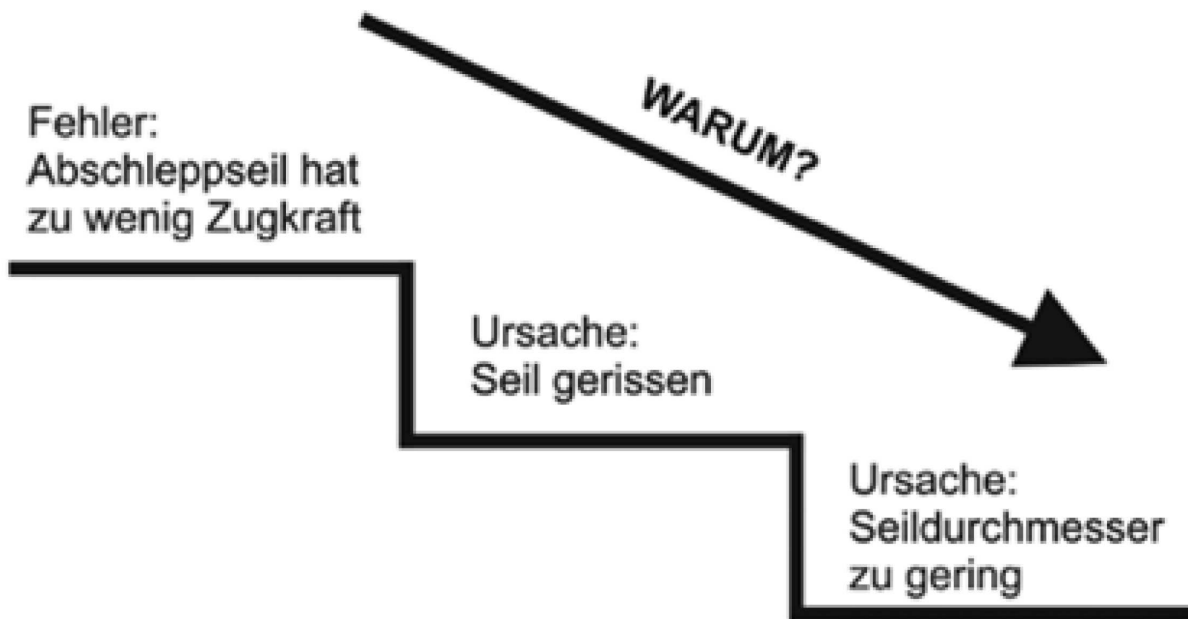 WARUM?
Fehler:
Abschleppseil hat
zu wenig Zugkraft
Ursache:
Seil gerissen
Ursache:
Seildurchmesser
zu gering